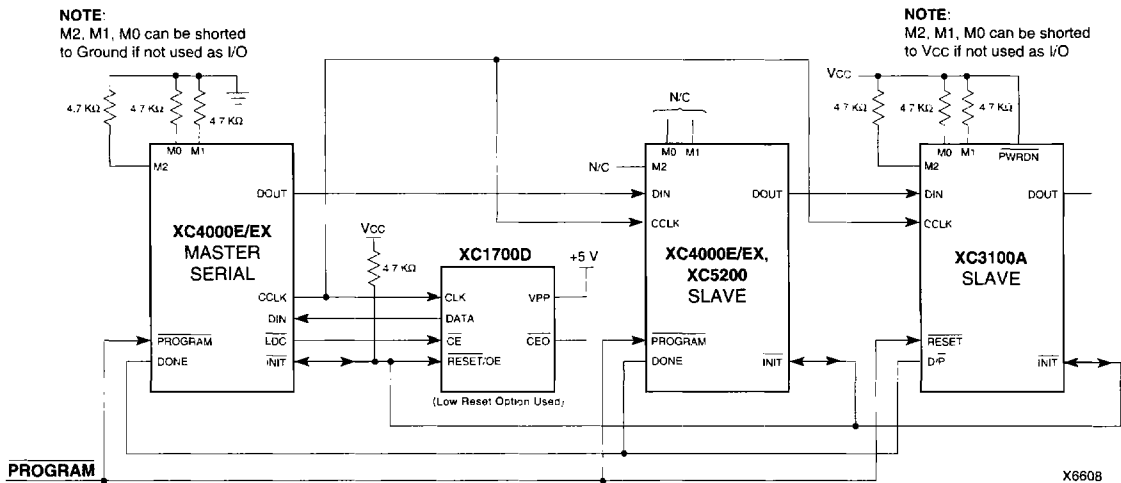 NOTE:
M2, M1, M0 can be shorted
to Ground if not used as I/O
NOTE:
M2, M1, M0 can be shorted
to Vcc if not used as I/O
4.7 KΩ
4.7 KΩ
4.7 KΩ
M0 M1
M2
DOUT
XC4000E/EX
MASTER
SERIAL
CCLK
DIN
LDC
INIT
PROGRAM
DONE
Vcc
4.7 KΩ
XC1700D
+5 V
CLK
VPP
DATA
CE
CEO
RESET/OE
(Low Reset Option Used)
N/C
M0 M1
N/C
M2
DIN
DOUT
CCLK
XC4000E/EX,
XC5200
SLAVE
PROGRAM
DONE
INIT
Vcc
4.7 KΩ
4.7 KΩ
4.7 KΩ
M0 M1
PWRDN
M2
DIN
DOUT
CCLK
XC3100A
SLAVE
RESET
D/P
INIT
PROGRAM
X6608